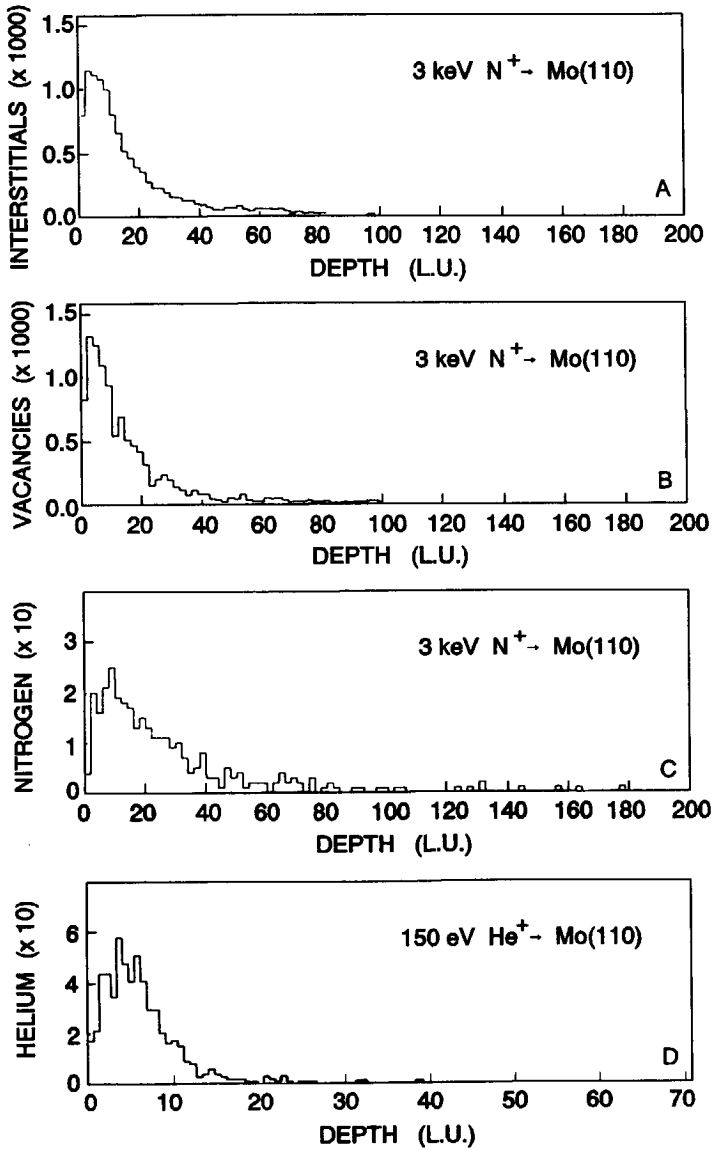 INTERSTITIALS (x 1000)
1.5
1.0
0.5
0.0
3 keV N+→ Mo(110)
A
0 20 40 60 80 100 120 140 160 180 200
DEPTH (L.U.)
VACANCIES (x 1000)
1.5
1.0
0.5
0.0
3 keV N+→ Mo(110)
B
0 20 40 60 80 100 120 140 160 180 200
DEPTH (L.U.)
NITROGEN (x 10)
3
2
1
0
3 keV N+→ Mo(110)
C
0 20 40 60 80 100 120 140 160 180 200
DEPTH (L.U.)
HELIUM (x 10)
6
4
2
0
150 eV He+→ Mo(110)
D
0 10 20 30 40 50 60 70
DEPTH (L.U.)